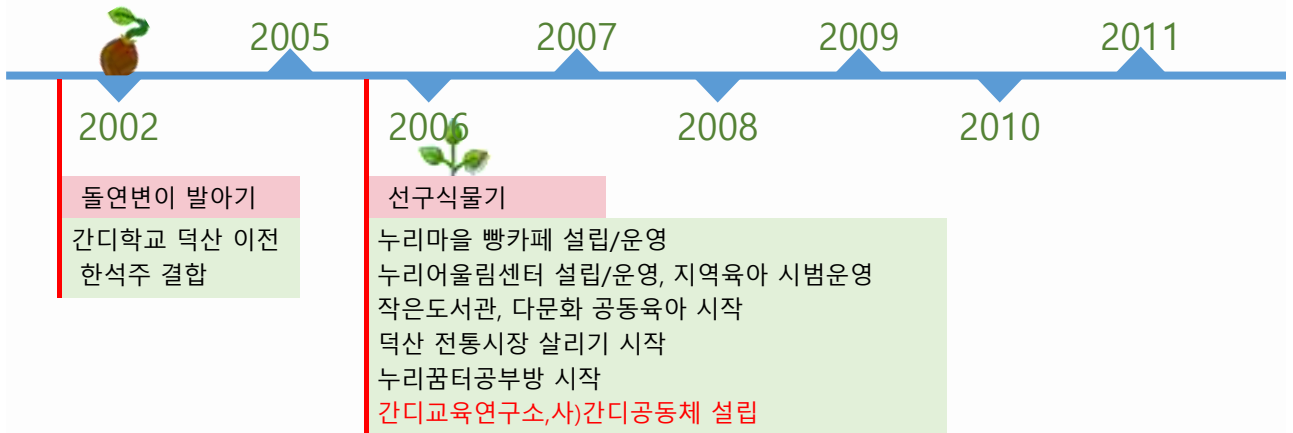 2005 2007 2009 2011
2002 2006 2008 2010
돌연변이 발아기
간디학교 덕산 이전
한석주 결합
선구식물기
누리마을 빵카페 설립/운영
누리어울림센터 설립/운영, 지역육아 시범운영
작은도서관, 다문화 공동육아 시작
덕산 전통시장 살리기 시작
누리꿈터공부방 시작
간디교육연구소,사)간디공동체 설립